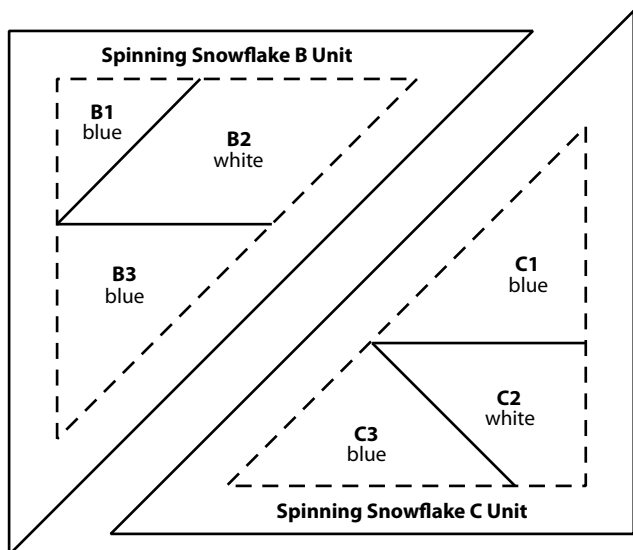 Spinning Snowflake B Unit
B1
blue
B2
white
B3
blue
C1
blue
C2
white
C3
blue
Spinning Snowflake C Unit